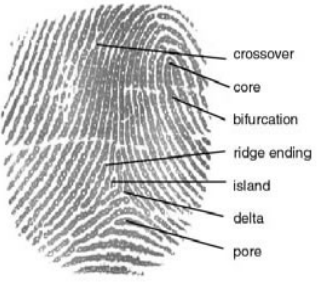 crossover
core
bifurcation
ridge ending
island
delta
pore